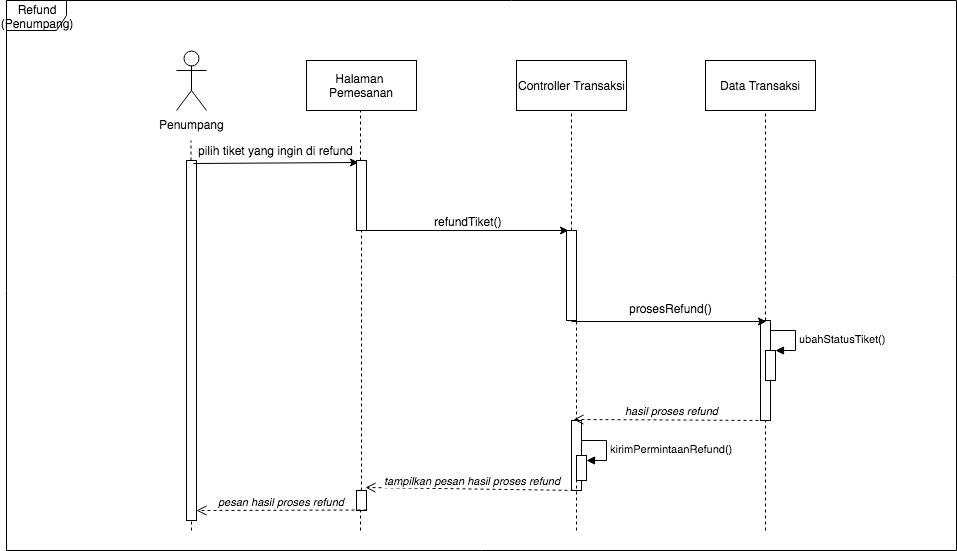 Refund
(Penumpang)
Halaman
Pemesanan
Controller Transaksi
Data Transaksi
Penumpang
pilih tiket yang ingin di refund
refundTiket()
prosesRefund()
ubahStatusTiket()
hasil proses refund
kirimPermintaanRefund()
tampilkan pesan hasil proses refund
pesan hasil proses refund